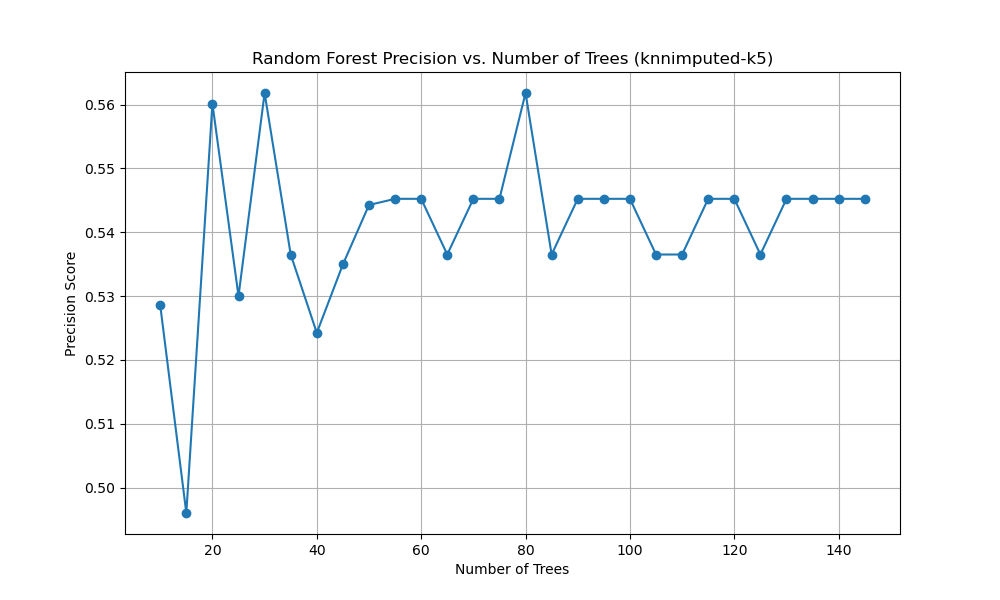 Random Forest Precision vs. Number of Trees (knnimputed-k5)
Precision Score
0.56
0.55
0.54
0.53
0.52
0.51
0.50
20 40 60 80 100 120 140
Number of Trees